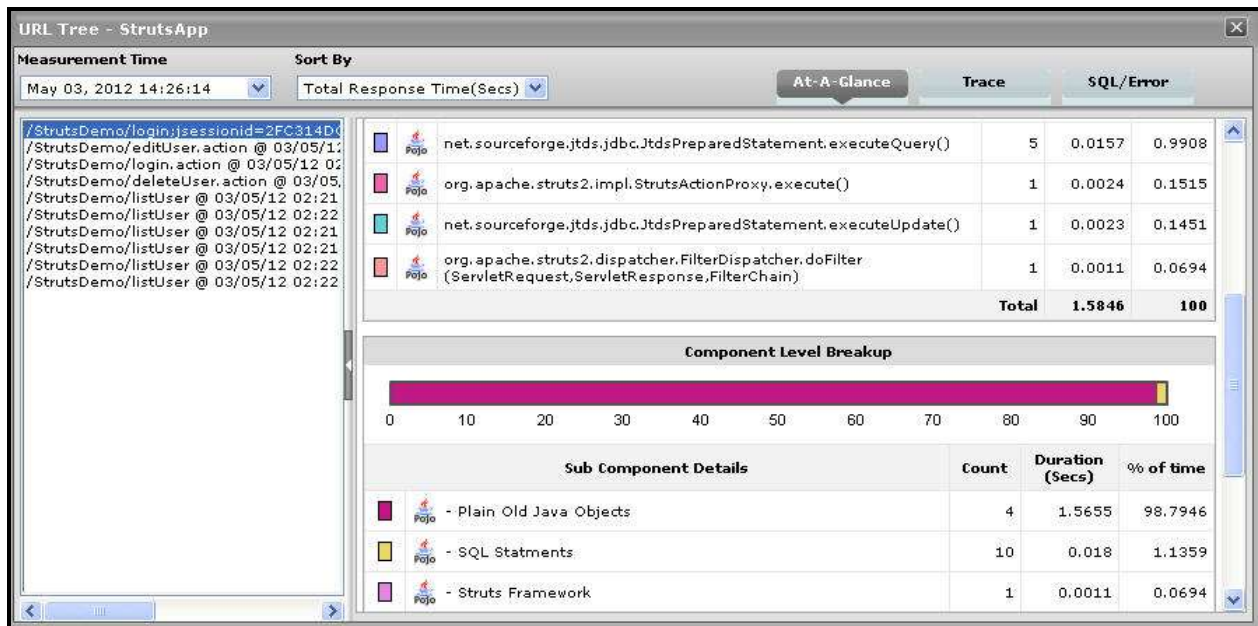 URL Tree - StrutsApp
Measurement Time
Sort By
May 03, 2012 14:26:14
Total Response Time(Secs)
At-A-Glance
Trace
SQL/Error
/StrutsDemo/login;jsessionid=2FC314D
/StrutsDemo/editUser.action @ 03/05/1
/StrutsDemo/login.action @ 03/05/12 02
/StrutsDemo/deleteUser.action @ 03/05,
/StrutsDemo/listUser @ 03/05/12 02:21
/StrutsDemo/listUser @ 03/05/12 02:22
/StrutsDemo/listUser @ 03/05/12 02:21
/StrutsDemo/listUser @ 03/05/12 02:21
/StrutsDemo/listUser @ 03/05/12 02:22
/StrutsDemo/listUser @ 03/05/12 02:22
Pojo net.sourceforge.jtds.jdbc.JtdsPreparedStatement.executeQuery() 5 0.0157 0.9908
Pojo org.apache.struts2.impl.StrutsActionProxy.execute() 1 0.0024 0.1515
Pojo net.sourceforge.jtds.jdbc.JtdsPreparedStatement.executeUpdate() 1 0.0023 0.1451
Pojo org.apache.struts2.dispatcher.FilterDispatcher.doFilter
(ServletRequest,ServletResponse,FilterChain) 1 0.0011 0.0694
Total 1.5846 100
Component Level Breakup
0 10 20 30 40 50 60 70 80 90 100
Sub Component Details Count Duration (Secs) % of time
Pojo - Plain Old Java Objects 4 1.5655 98.7946
Pojo - SQL Statments 10 0.018 1.1359
Pojo - Struts Framework 1 0.0011 0.0694